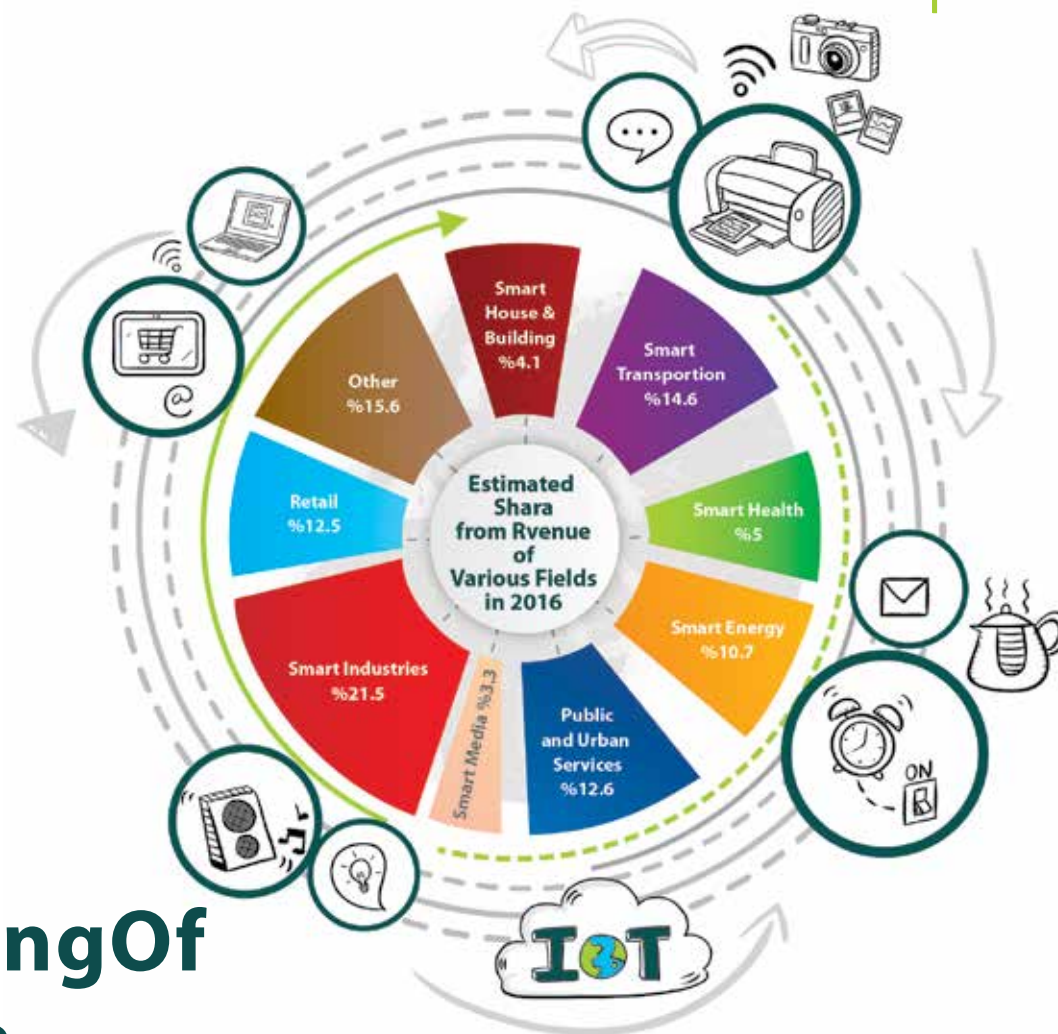 Smart
House &
Building
%4.1
Smart
Transportion
%14.6
Smart Health
%5
Smart Energy
%10.7
Public
and Urban
Services
%12.6
Smart Media %3.3
Smart Industries
%21.5
Retail
%12.5
Other
%15.6
Estimated
Shara
from Rvenue
of
Various Fields
in 2016
@
ON
IOT
ngOf